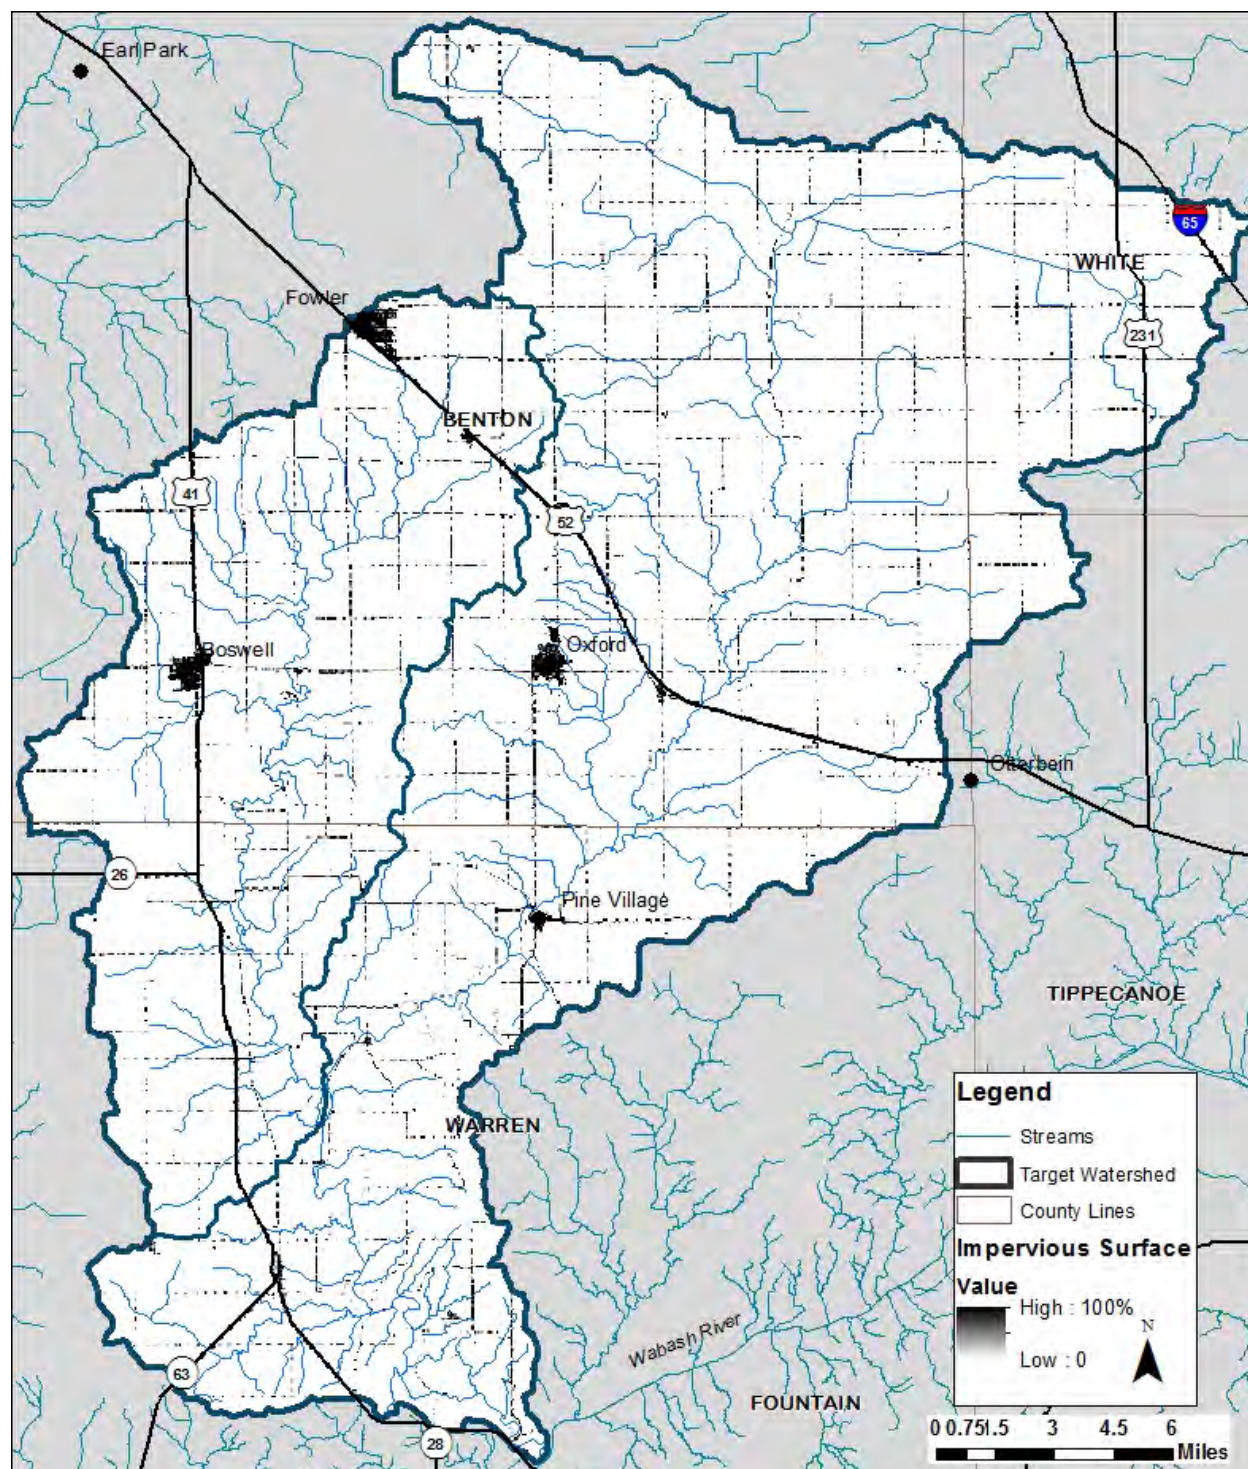 Earl Park
65
WHITE
Fowler
231
BENTON
41
52
Boswell
Oxford
Otterbein
26
Pine Village
TIPPECANOE
WARREN
Legend
Streams
Target Watershed
County Lines
Impervious Surface
Value
High : 100%
Low : 0
N
Wabash River
63
FOUNTAIN
28
0 0.75 1.5 3 4.5 6
Miles